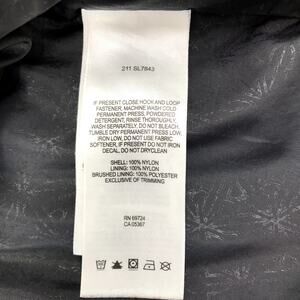 211 SL7843
IF PRESENT CLOSE HOOK AND LOOP
FASTENER, MACHINE WASH COLD
PERMANENT PRESS, POWDERED
DETERGENT, RINSE THOROUGHLY,
WASH SEPARATELY, DO NOT BLEACH,
TUMBLE DRY PERMANENT PRESS LOW,
IRON LOW, DO NOT USE FABRIC
SOFTENER, IF PRESENT DO NOT IRON
DECAL, DO NOT DRYCLEAN
SHELL: 100% NYLON
LINING: 100% NYLON
BRUSHED LINING: 100% POLYESTER
EXCLUSIVE OF TRIMMING
RN 69724
CA 05367